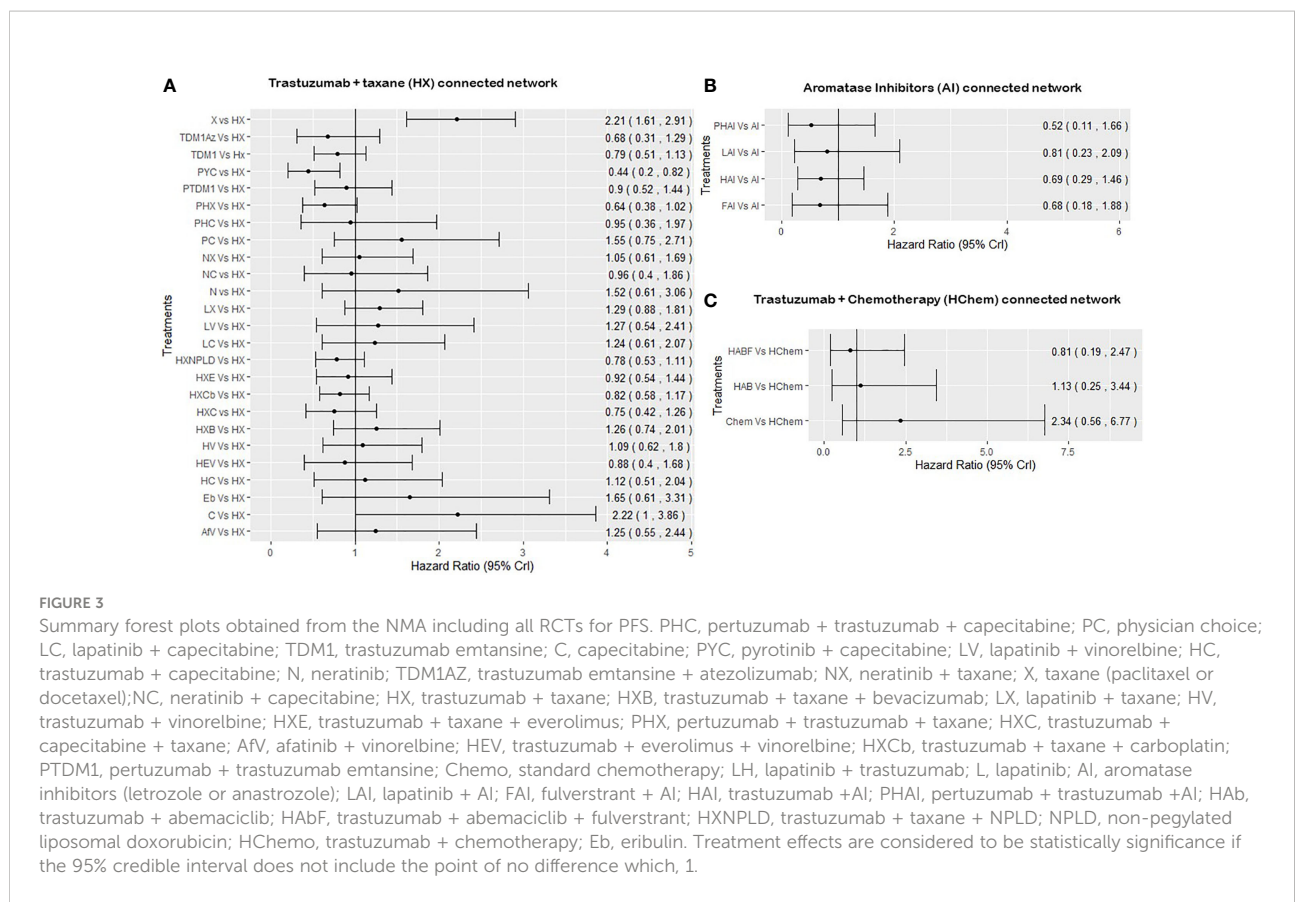 A
Trastuzumab + taxane (HX) connected network
Treatments
X vs HX 2.21 ( 1.61 , 2.91 )
TDM1Az Vs HX 0.68 ( 0.31 , 1.29 )
TDM1 Vs Hx 0.79 ( 0.51 , 1.13 )
PYC vs HX 0.44 ( 0.2 , 0.82 )
PTDM1 Vs HX 0.9 ( 0.52 , 1.44 )
PHX vs HX 0.64 ( 0.38 , 1.02 )
PHC Vs HX 0.95 ( 0.36 , 1.97 )
PC Vs HX 1.55 ( 0.75 , 2.71 )
NX Vs HX 1.05 ( 0.61 , 1.69 )
NC vs HX 0.96 ( 0.4 , 1.86 )
N vs HX 1.52 ( 0.61 , 3.06 )
LX Vs HX 1.29 ( 0.88 , 1.81 )
LV Vs HX 1.27 ( 0.54 , 2.41 )
LC Vs HX 1.24 ( 0.61 , 2.07 )
HXNPLD Vs HX 0.78 ( 0.53 , 1.11 )
HXE Vs HX 0.92 ( 0.54 , 1.44 )
HXCb Vs HX 0.82 ( 0.58 , 1.17 )
HXC vs HX 0.75 ( 0.42 , 1.26 )
HXB Vs HX 1.26 ( 0.74 , 2.01 )
HV Vs HX 1.09 ( 0.62 , 1.8 )
HEV Vs HX 0.88 ( 0.4 , 1.68 )
HC Vs HX 1.12 ( 0.51 , 2.04 )
Eb Vs HX 1.65 ( 0.61 , 3.31 )
C Vs HX 2.22 ( 1 , 3.86 )
AfV Vs HX 1.25 ( 0.55 , 2.44 )
0 1 2 3 4 5
Hazard Ratio (95% CrI)
B
Aromatase Inhibitors (AI) connected network
Treatments
PHAI Vs AI 0.52 ( 0.11 , 1.66 )
LAI Vs AI 0.81 ( 0.23 , 2.09 )
HAI Vs AI 0.69 ( 0.29 , 1.46 )
FAI Vs AI 0.68 ( 0.18 , 1.88 )
0 2 4 6
Hazard Ratio (95% CrI)
C
Trastuzumab + Chemotherapy (HChem) connected network
Treatments
HABF Vs HChem 0.81 ( 0.19 , 2.47 )
HAB Vs HChem 1.13 ( 0.25 , 3.44 )
Chem Vs HChem 2.34 ( 0.56 , 6.77 )
0.0 2.5 5.0 7.5
Hazard Ratio (95% CrI)
FIGURE 3
Summary forest plots obtained from the NMA including all RCTs for PFS. PHC, pertuzumab + trastuzumab + capecitabine; PC, physician choice;
LC, lapatinib + capecitabine; TDM1, trastuzumab emtansine; C, capecitabine; PYC, pyrotinib + capecitabine; LV, lapatinib + vinorelbine; HC,
trastuzumab + capecitabine; N, neratinib; TDM1AZ, trastuzumab emtansine + atezolizumab; NX, neratinib + taxane; X, taxane (paclitaxel or
docetaxel);NC, neratinib + capecitabine; HX, trastuzumab + taxane; HXB, trastuzumab + taxane + bevacizumab; LX, lapatinib + taxane; HV,
trastuzumab + vinorelbine; HXE, trastuzumab + taxane + everolimus; PHX, pertuzumab + trastuzumab + taxane; HXC, trastuzumab +
capecitabine + taxane; AfV, afatinib + vinorelbine; HEV, trastuzumab + everolimus + vinorelbine; HXCb, trastuzumab + taxane + carboplatin;
PTDM1, pertuzumab + trastuzumab emtansine; Chemo, standard chemotherapy; LH, lapatinib + trastuzumab; L, lapatinib; AI, aromatase
inhibitors (letrozole or anastrozole); LAI, lapatinib + AI; FAI, fulverstrant + AI; HAI, trastuzumab +AI; PHAI, pertuzumab + trastuzumab +AI; HAb,
trastuzumab + abemaciclib; HAbF, trastuzumab + abemaciclib + fulverstrant; HXNPLD, trastuzumab + taxane + NPLD; NPLD, non-pegylated
liposomal doxorubicin; HChemo, trastuzumab + chemotherapy; Eb, eribulin. Treatment effects are considered to be statistically significance if
the 95% credible interval does not include the point of no difference which, 1.